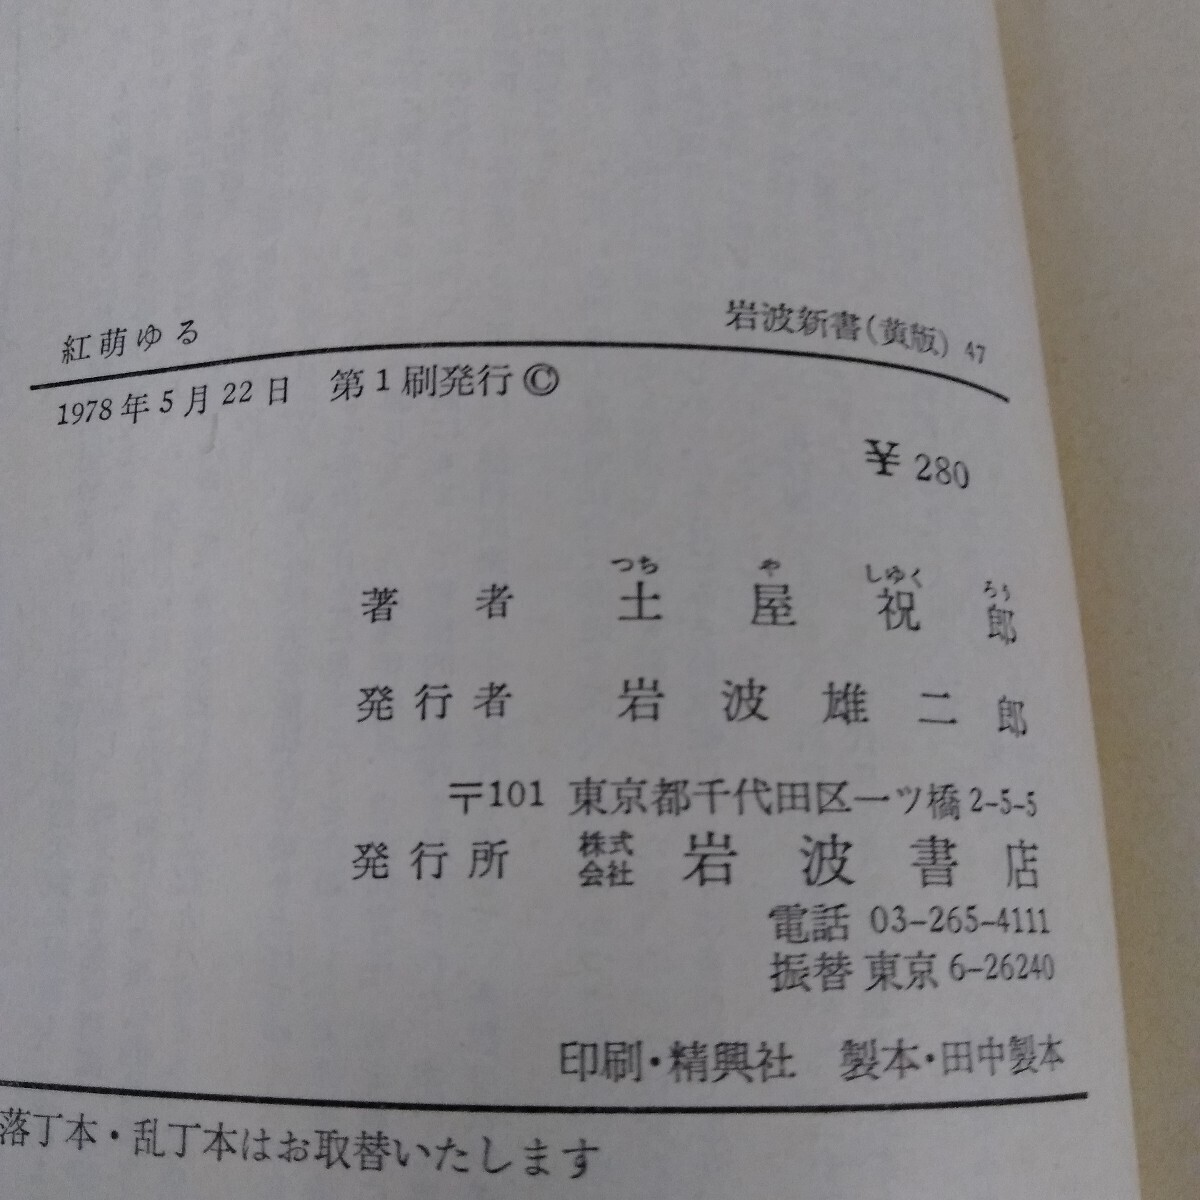 紅萌ゆる
岩波新書(黄版) 47
1978年5月22日 第1刷発行©
¥280
つち や しゅく ろう
著者 土屋祝郎
発行者 岩波雄二郎
〒101 東京都千代田区一ツ橋2-5-5
発行所 株式会社 岩波書店
電話 03-265-4111
振替 東京6-26240
印刷・精興社 製本・田中製本
落丁本・乱丁本はお取替いたします